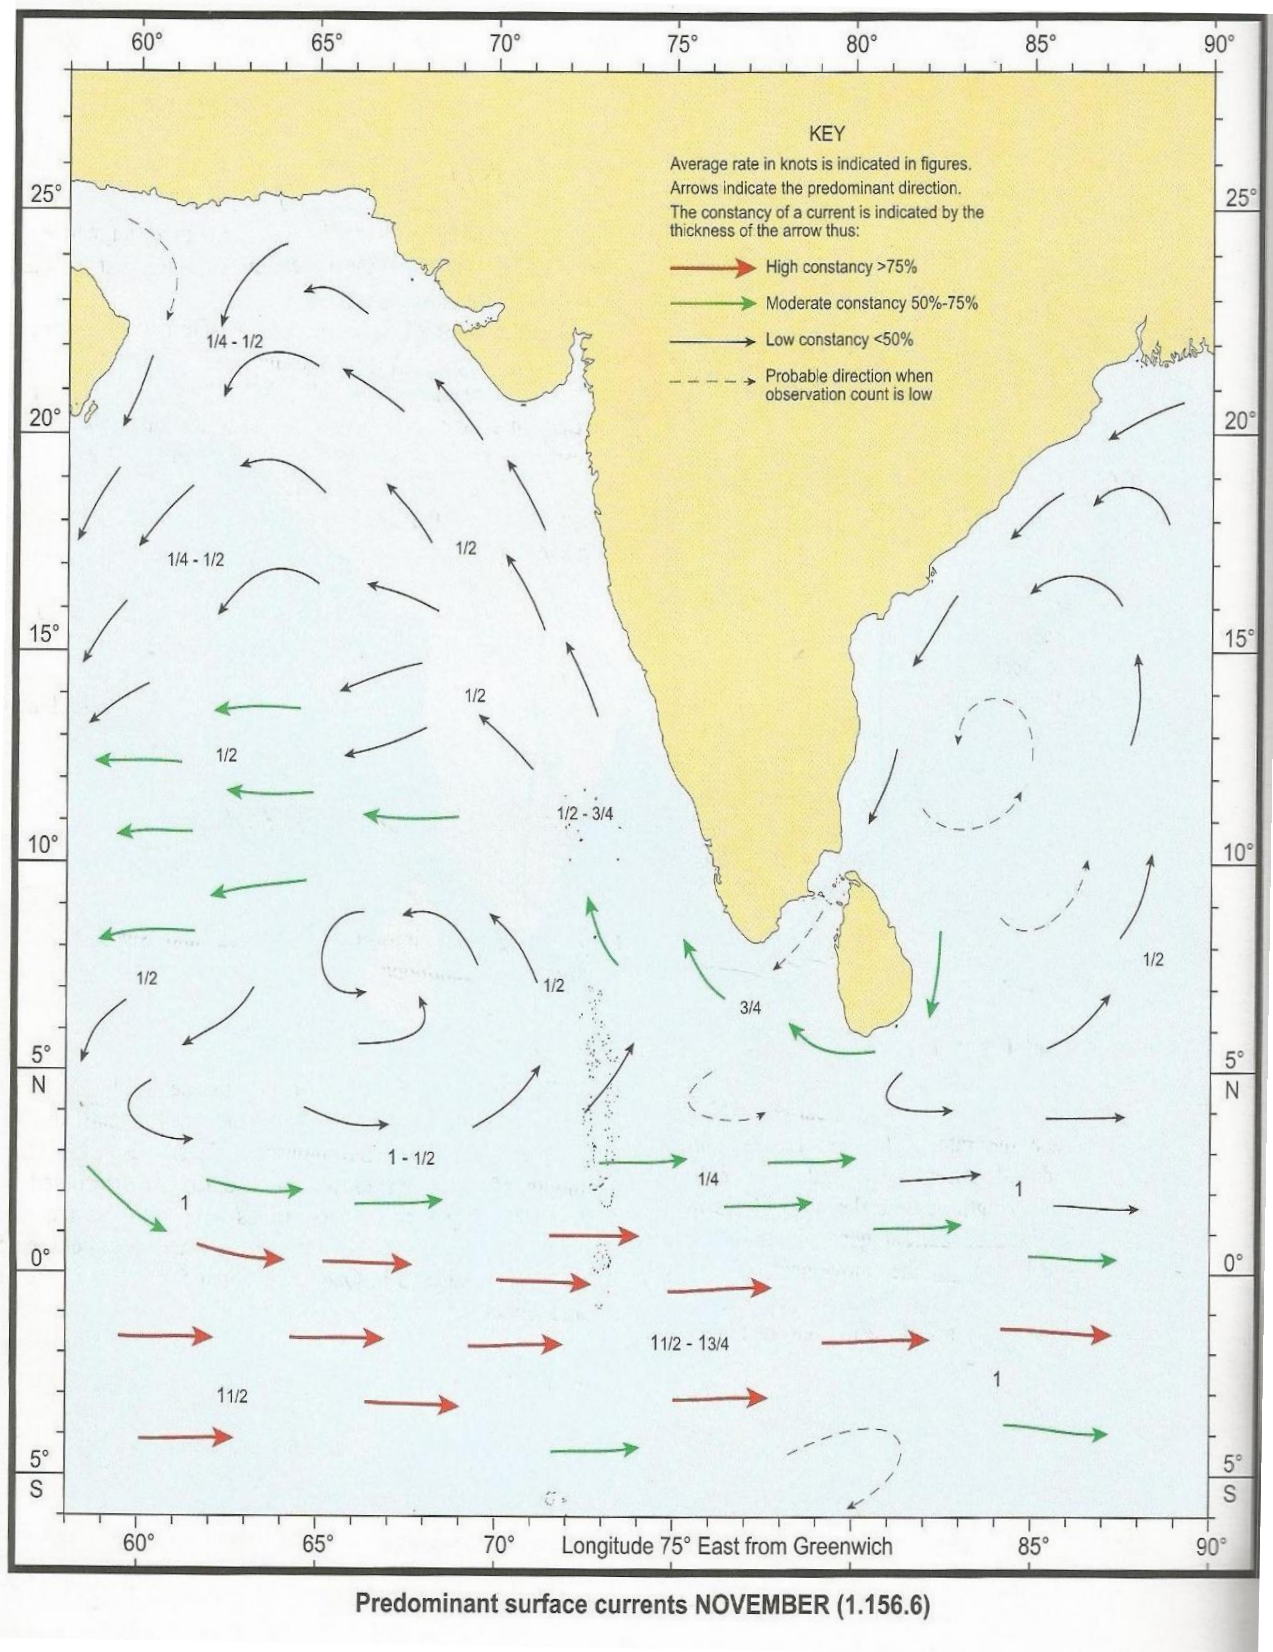 60° 65° 70° 75° 80° 85° 90°
KEY
Average rate in knots is indicated in figures.
Arrows indicate the predominant direction.
The constancy of a current is indicated by the
thickness of the arrow thus:
High constancy >75%
Moderate constancy 50%-75%
Low constancy <50%
Probable direction when
observation count is low
25° 25°
1/4 - 1/2
20° 20°
1/2
1/4 - 1/2
15° 15°
1/2
1/2
1/2 - 3/4
10° 10°
1/2
1/2
1/2
3/4
5° 5°
N N
1 - 1/2
1/4
1
1
0° 0°
11/2 - 13/4
1
11/2
5° 5°
S S
60° 65° 70° Longitude 75° East from Greenwich 85° 90°
Predominant surface currents NOVEMBER (1.156.6)